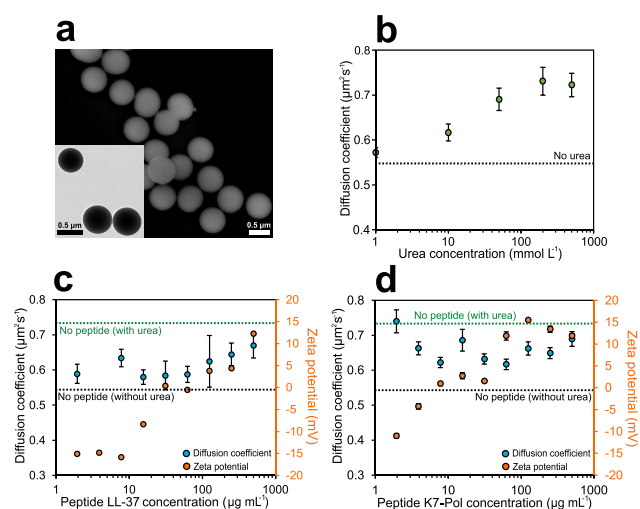 a
0.5 µm
0.5 µm
b
Diffusion coefficient (µm²s⁻¹)
0.8
0.7
0.6
0.5
0.4
No urea
1
10
100
1000
Urea concentration (mmol L⁻¹)
c
Diffusion coefficient (µm²s⁻¹)
0.8
0.7
0.6
0.5
0.4
0.3
No peptide (with urea)
No peptide (without urea)
Diffusion coefficient
Zeta potential
20
15
10
5
0
-5
-10
-15
-20
Zeta potential (mV)
1
10
100
1000
Peptide LL-37 concentration (µg mL⁻¹)
d
Diffusion coefficient (µm²s⁻¹)
0.8
0.7
0.6
0.5
0.4
0.3
No peptide (with urea)
No peptide (without urea)
Diffusion coefficient
Zeta potential
20
15
10
5
0
-5
-10
-15
-20
Zeta potential (mV)
1
10
100
1000
Peptide K7-Pol concentration (µg mL⁻¹)